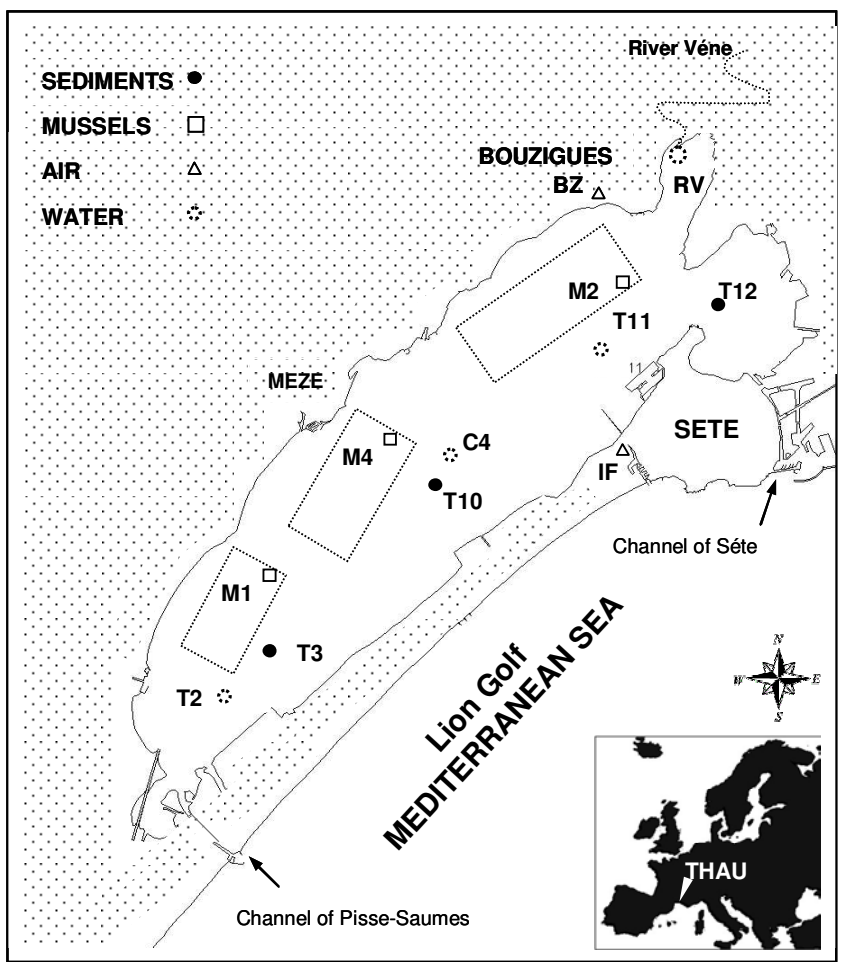 River Véne
SEDIMENTS
MUSSELS
AIR
WATER
BOUZIGUES
BZ
RV
M2
T12
T11
11
MEZE
SETE
M4
C4
IF
T10
Channel of Séte
M1
T3
T2
Lion Golf
MEDITERRANEAN SEA
N
W
E
S
THAU
Channel of Pisse-Saumes